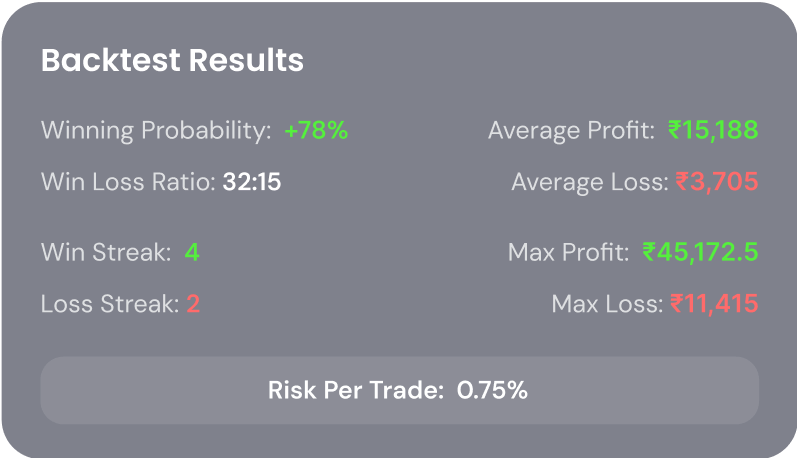 Backtest Results
Winning Probability: +78%
Average Profit: ₹15,188
Win Loss Ratio: 32:15
Average Loss: ₹3,705
Win Streak: 4
Max Profit: ₹45,172.5
Loss Streak: 2
Max Loss: ₹11,415
Risk Per Trade: 0.75%